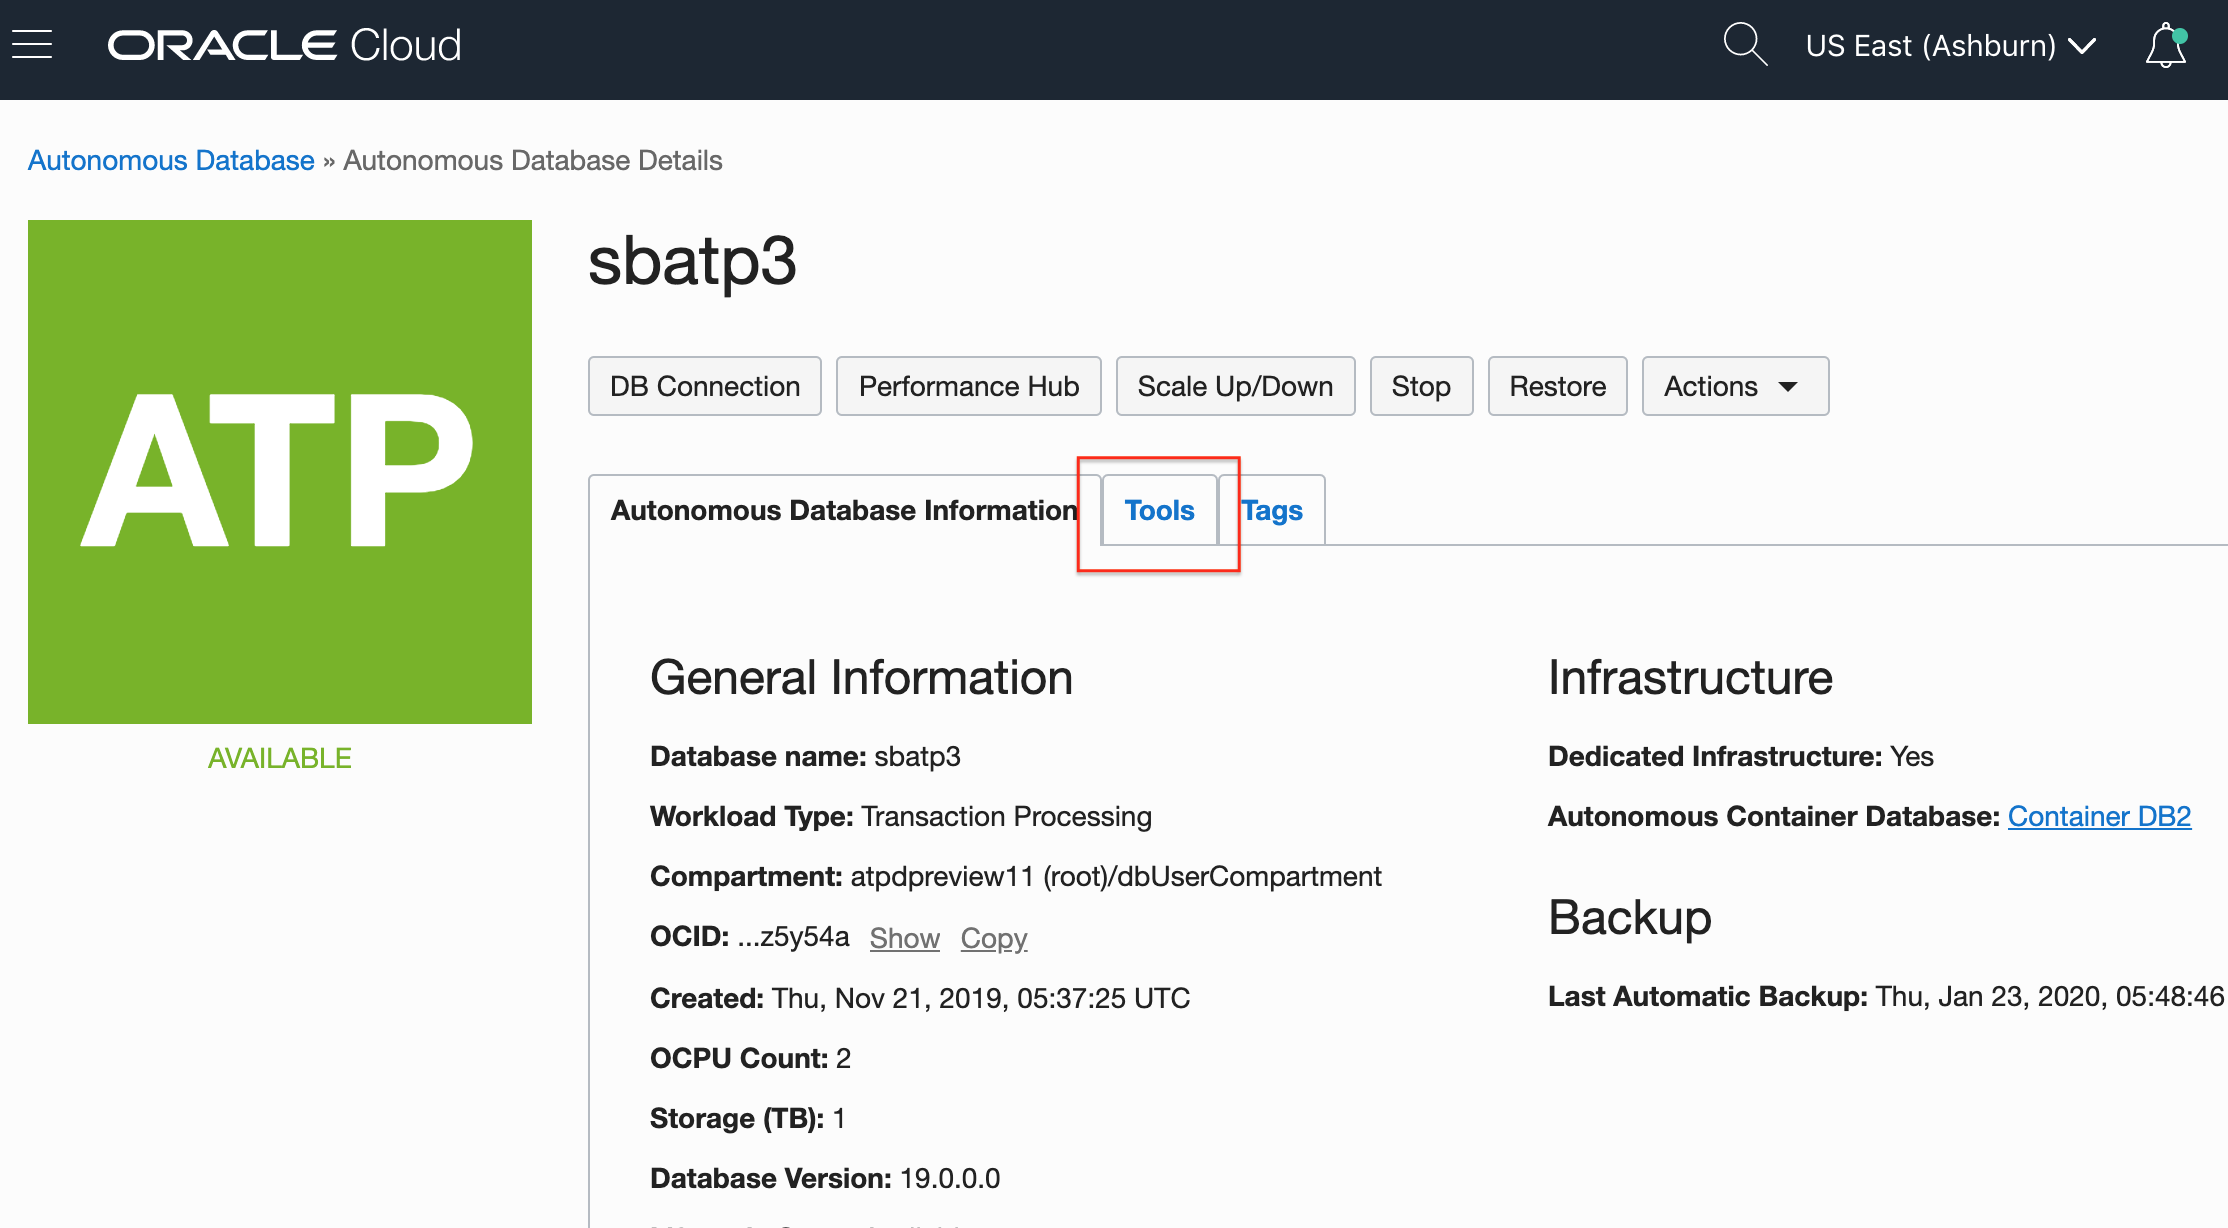 ORACLE Cloud
US East (Ashburn)
Autonomous Database » Autonomous Database Details
ATP
AVAILABLE
sbatp3
DB Connection
Performance Hub
Scale Up/Down
Stop
Restore
Actions
Autonomous Database Information
Tools
Tags
General Information
Database name: sbatp3
Workload Type: Transaction Processing
Compartment: atpdpreview11 (root)/dbUserCompartment
OCID: ...z5y54a Show Copy
Created: Thu, Nov 21, 2019, 05:37:25 UTC
OCPU Count: 2
Storage (TB): 1
Database Version: 19.0.0.0
Infrastructure
Dedicated Infrastructure: Yes
Autonomous Container Database: Container DB2
Backup
Last Automatic Backup: Thu, Jan 23, 2020, 05:48:46